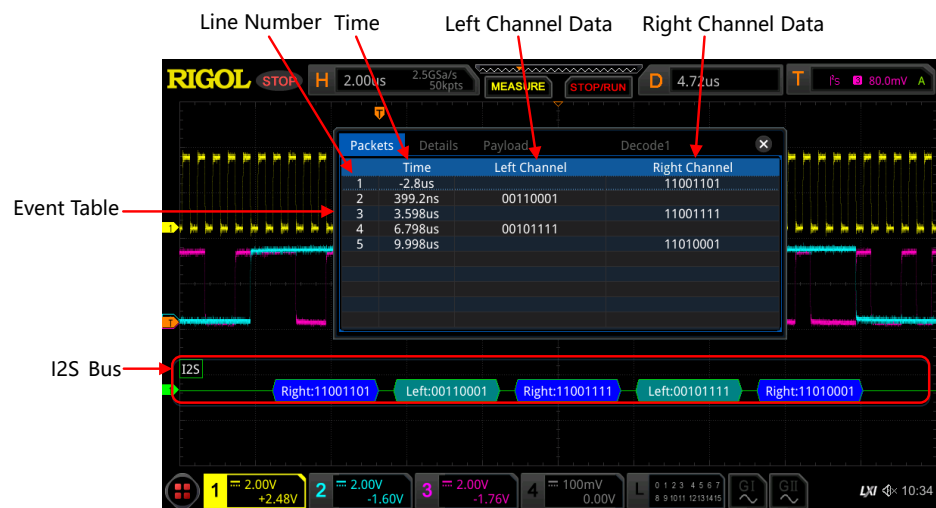 Line Number Time Left Channel Data Right Channel Data
RIGOL STOP H 2.00us 2.5GSa/s 50kpts MEASURE STOP/RUN D 4.72us T I²S 3 80.0mV A
T
Packets Details Payload Decode1
Time Left Channel Right Channel
1 -2.8us 11001101
2 399.2ns 00110001
3 3.598us 11001111
4 6.798us 00101111
5 9.998us 11010001
Event Table
1
T
I2S Bus
I2S
Right:11001101 Left:00110001 Right:11001111 Left:00101111 Right:11010001
1 2.00V +2.48V 2 2.00V -1.60V 3 2.00V -1.76V 4 100mV 0.00V L 0 1 2 3 4 5 6 7 8 9 10 11 12 13 14 15 GI GII LXI 10:34